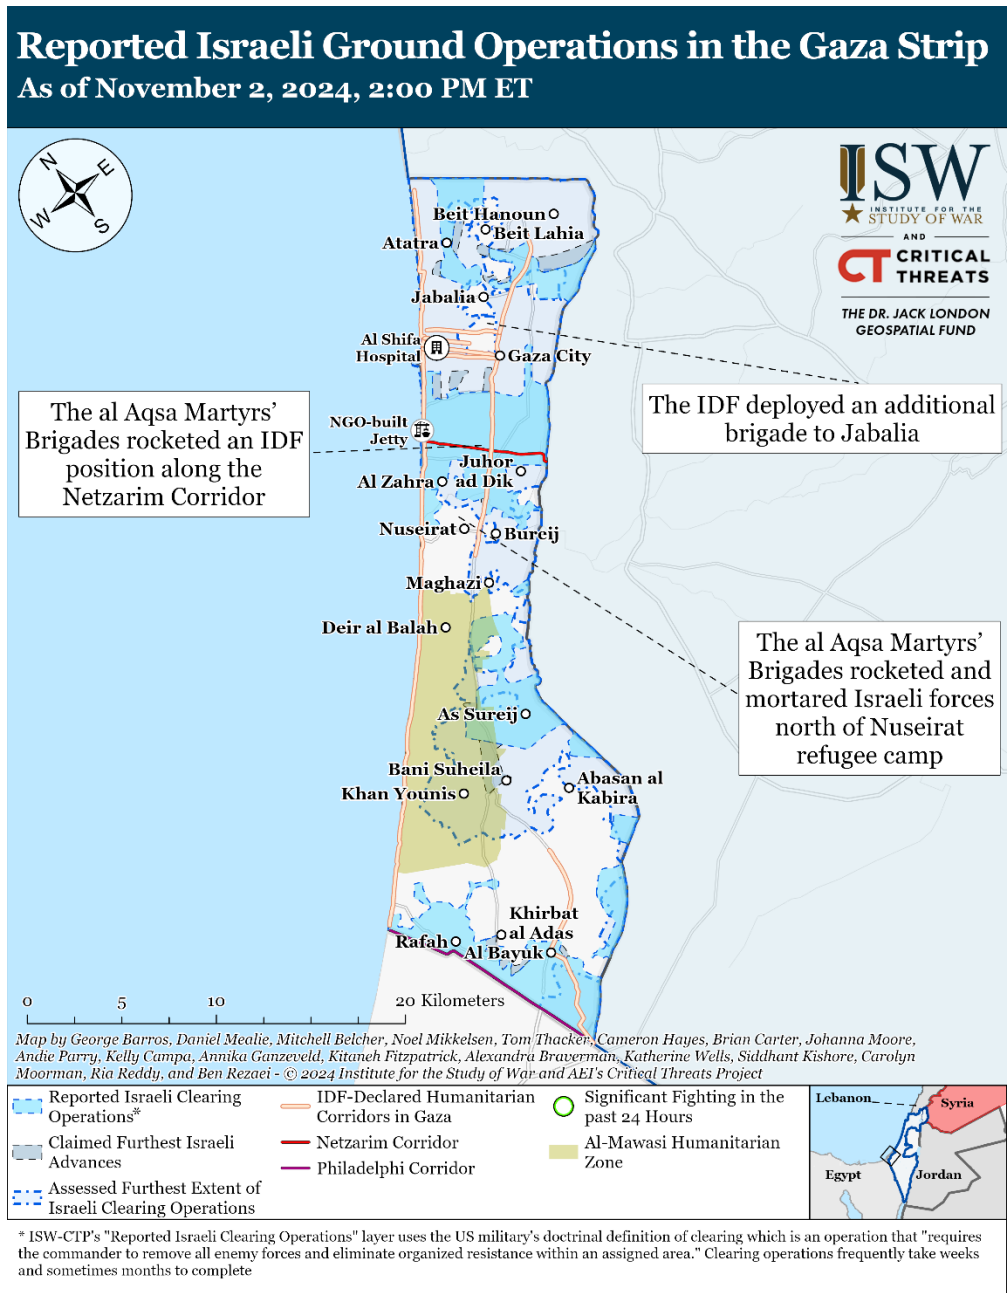 Reported Israeli Ground Operations in the Gaza Strip
As of November 2, 2024, 2:00 PM ET
N
E
W
S
ISW
INSTITUTE FOR THE
STUDY OF WAR
AND
CT CRITICAL
THREATS
THE DR. JACK LONDON
GEOSPATIAL FUND
Beit Hanoun
Beit Lahia
Atatra
Jabalia
Al Shifa
Hospital
Gaza City
The IDF deployed an additional
brigade to Jabalia
The al Aqsa Martyrs'
Brigades rocketed an IDF
position along the
Netzarim Corridor
NGO-built
Jetty
Juhor
ad Dik
Al Zahra
Nuseirat
Bureij
Maghazi
Deir al Balah
The al Aqsa Martyrs'
Brigades rocketed and
mortared Israeli forces
north of Nuseirat
refugee camp
As Sureij
Bani Suheila
Abasan al
Kabira
Khan Younis
Khirbat
al Adas
Rafah
Al Bayuk
0 5 10 20 Kilometers
Map by George Barros, Daniel Mealie, Mitchell Belcher, Noel Mikkelsen, Tom Thacker, Cameron Hayes, Brian Carter, Johanna Moore,
Andie Parry, Kelly Campa, Annika Ganzeveld, Kitaneh Fitzpatrick, Alexandra Braverman, Katherine Wells, Siddhant Kishore, Carolyn
Moorman, Ria Reddy, and Ben Rezaei - © 2024 Institute for the Study of War and AEI's Critical Threats Project
Reported Israeli Clearing
Operations*
Claimed Furthest Israeli
Advances
Assessed Furthest Extent of
Israeli Clearing Operations
IDF-Declared Humanitarian
Corridors in Gaza
Netzarim Corridor
Philadelphi Corridor
Significant Fighting in the
past 24 Hours
Al-Mawasi Humanitarian
Zone
Lebanon
Syria
Egypt
Jordan
* ISW-CTP's "Reported Israeli Clearing Operations" layer uses the US military's doctrinal definition of clearing which is an operation that "requires
the commander to remove all enemy forces and eliminate organized resistance within an assigned area." Clearing operations frequently take weeks
and sometimes months to complete